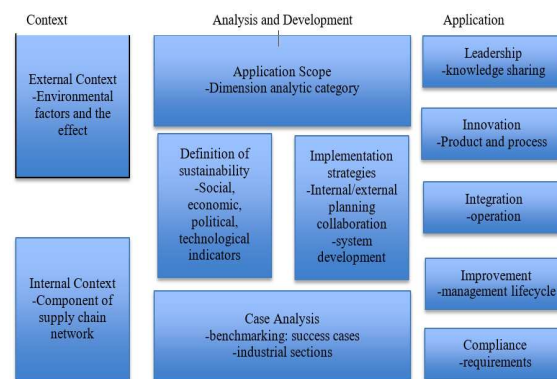 Context
Analysis and Development
Application
External Context
-Environmental
factors and the
effect
Internal Context
-Component of
supply chain
network
Application Scope
-Dimension analytic category
Definition of
sustainability
-Social,
economic,
political,
technological
indicators
Implementation
strategies
-Internal/external
planning
collaboration
-system
development
Case Analysis
-benchmarking: success cases
-industrial sections
Leadership
-knowledge sharing
Innovation
-Product and process
Integration
-operation
Improvement
-management lifecycle
Compliance
-requirements